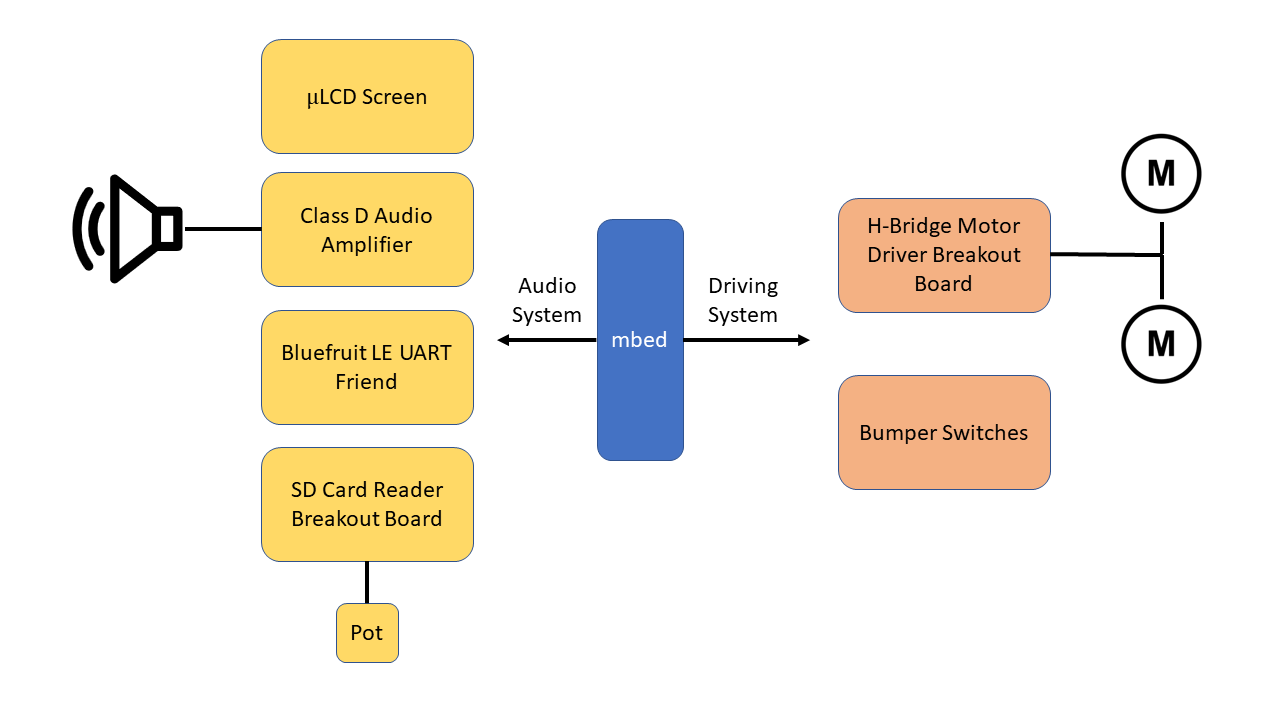 μLCD Screen
Class D Audio
Amplifier
Bluefruit LE UART
Friend
SD Card Reader
Breakout Board
Pot
Audio
System
mbed
Driving
System
H-Bridge Motor
Driver Breakout
Board
Bumper Switches
M
M